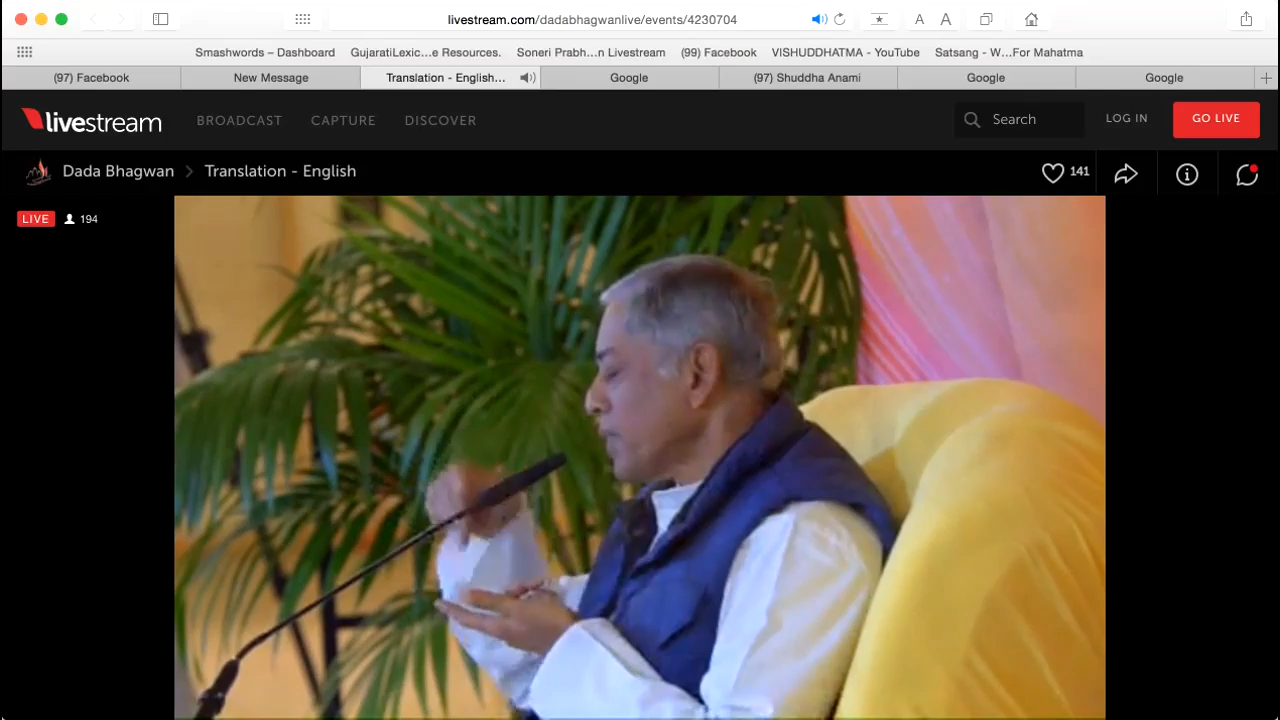 livestream.com/dadabhagwanlive/events/4230704
A A
Smashwords – Dashboard GujaratiLexic...e Resources. Soneri Prabh...n Livestream (99) Facebook VISHUDDHATMA - YouTube Satsang - W...For Mahatma
(97) Facebook New Message Translation - English... Google (97) Shuddha Anami Google Google
livestream BROADCAST CAPTURE DISCOVER Search LOG IN GO LIVE
Dada Bhagwan Translation - English 141
LIVE 194